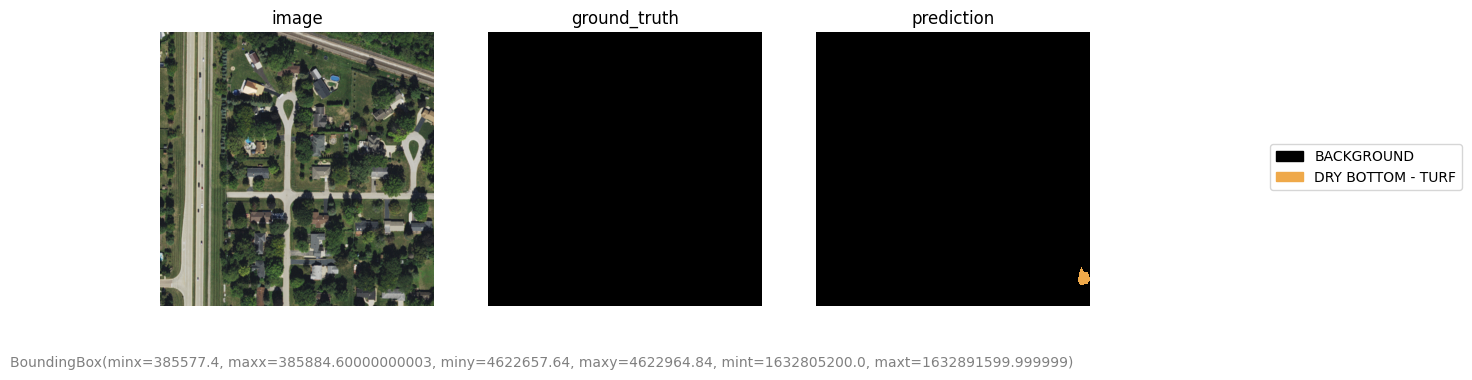 image
ground_truth
prediction
BACKGROUND
DRY BOTTOM - TURF
BoundingBox(minx=385577.4, maxx=385884.60000000003, miny=4622657.64, maxy=4622964.84, mint=1632805200.0, maxt=1632891599.999999)